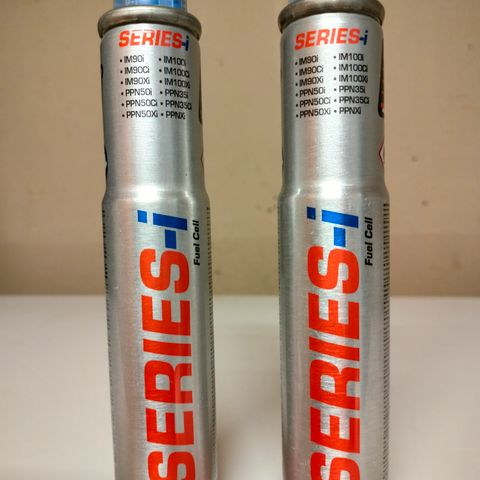 SERIES-i
• IM90i • IM100i
• IM90Ci • IM100Ci
• IM90Xi • IM100Xi
• PPN50i • PPN35i
• PPN50Ci • PPN35Ci
• PPN50Xi • PPNXi
SERIES-i
Fuel Cell
SERIES-i
• IM90i • IM100i
• IM90Ci • IM100Ci
• IM90Xi • IM100Xi
• PPN50i • PPN35i
• PPN50Ci • PPN35Ci
• PPN50Xi • PPNXi
SERIES-i
Fuel Cell